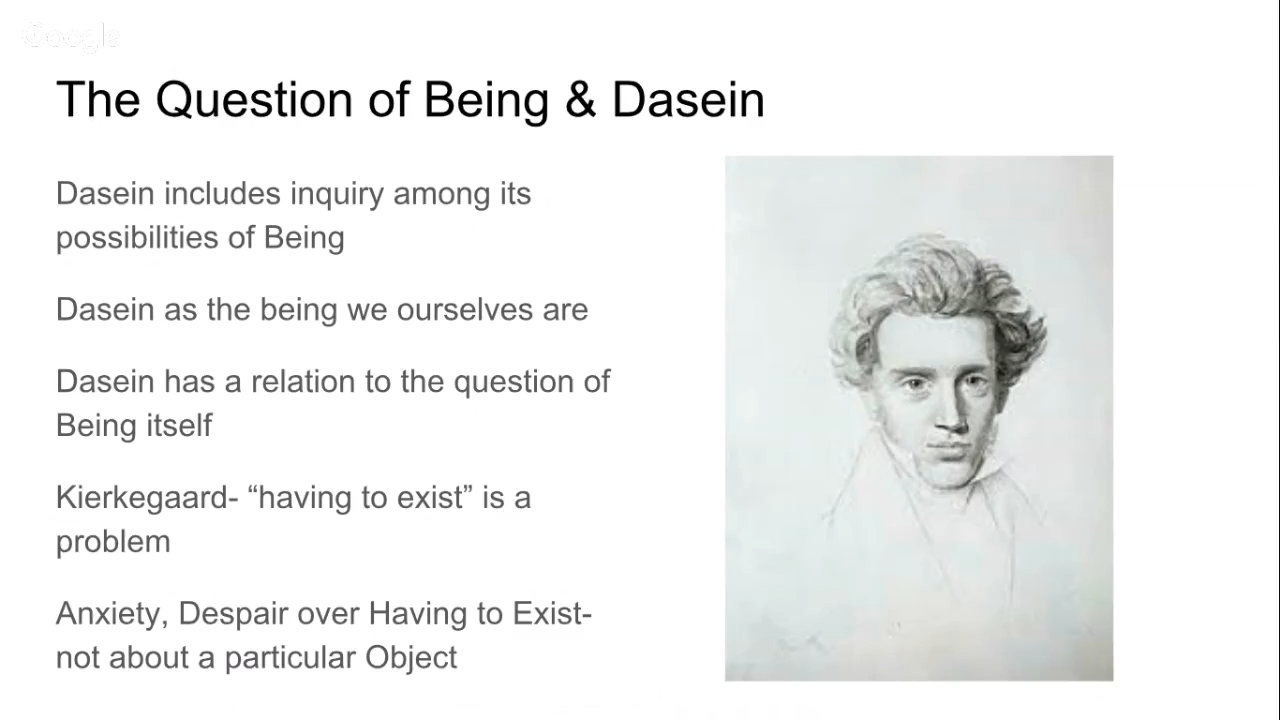 Google
The Question of Being & Dasein
Dasein includes inquiry among its
possibilities of Being
Dasein as the being we ourselves are
Dasein has a relation to the question of
Being itself
Kierkegaard- “having to exist” is a
problem
Anxiety, Despair over Having to Exist-
not about a particular Object